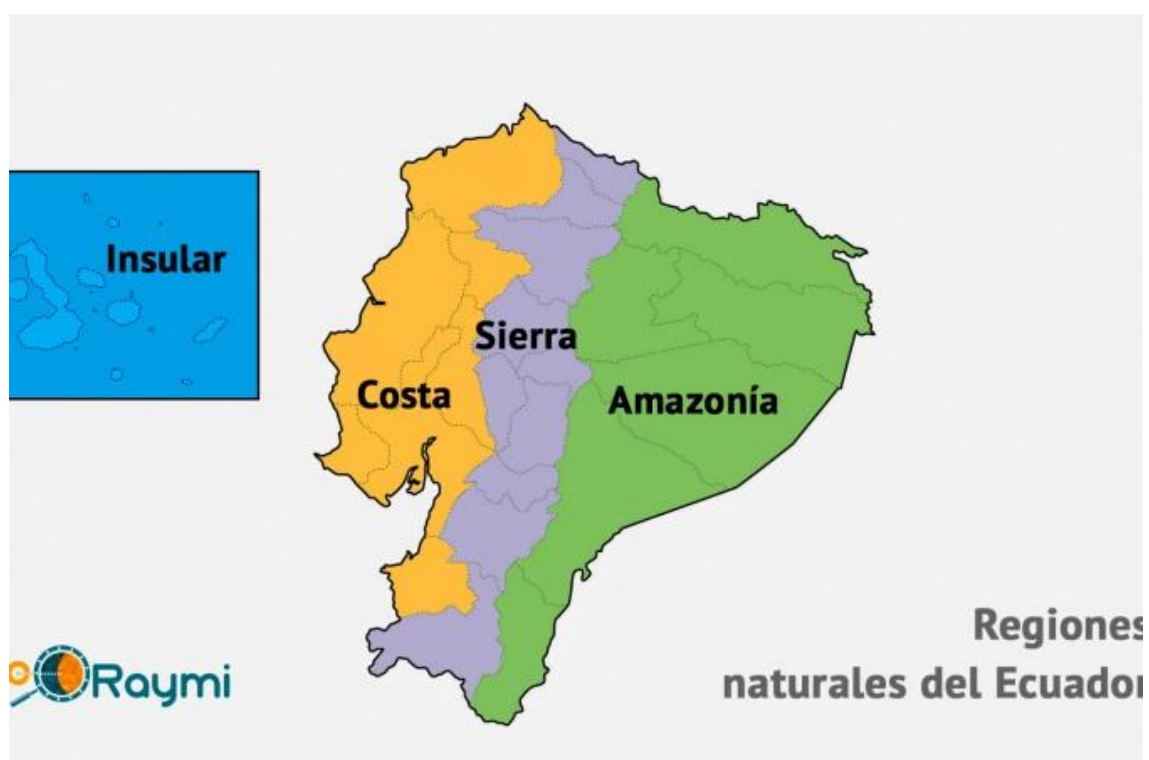 Insular
Sierra
Costa
Amazonía
Regiones
naturales del Ecuador
Raymi